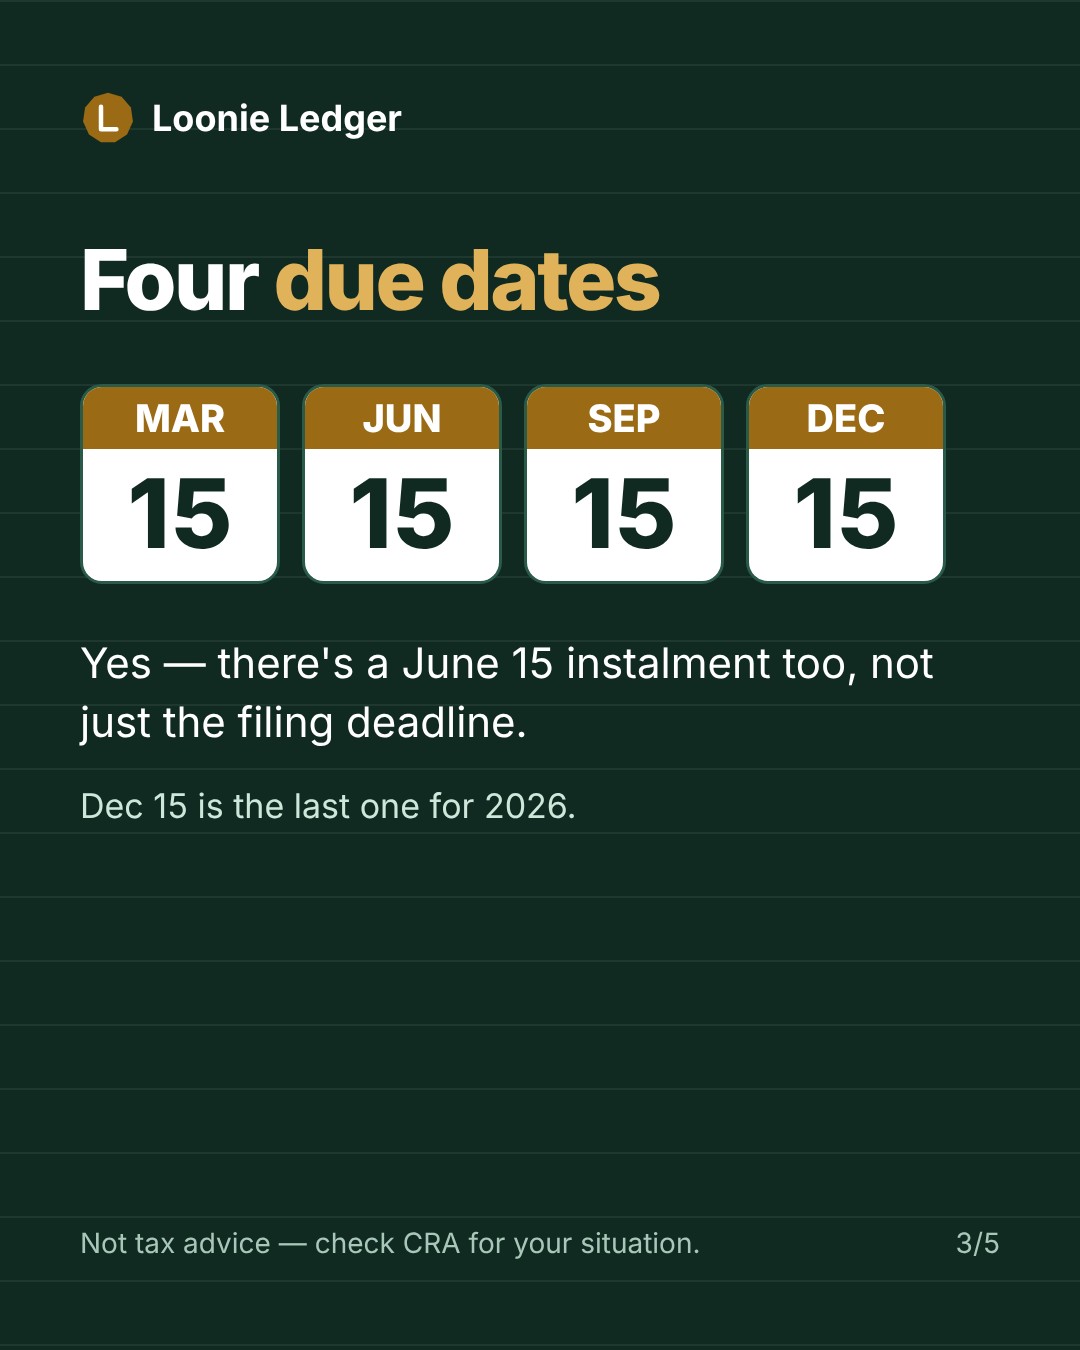 L Loonie Ledger
Four due dates
MAR JUN SEP DEC
15 15 15 15
Yes — there's a June 15 instalment too, not
just the filing deadline.
Dec 15 is the last one for 2026.
Not tax advice — check CRA for your situation. 3/5